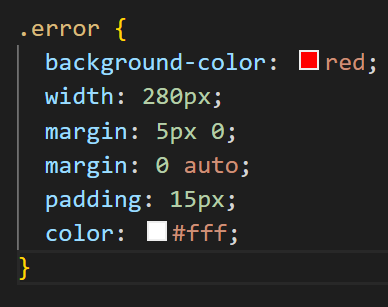 .error {
  background-color: red;
  width: 280px;
  margin: 5px 0;
  margin: 0 auto;
  padding: 15px;
  color: #fff;
}